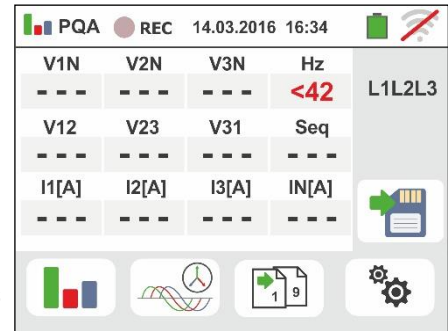 PQA REC 14.03.2016 16:34
V1N V2N V3N Hz
- - - - - - - - - <42 L1L2L3
V12 V23 V31 Seq
- - - - - - - - - - - -
I1[A] I2[A] I3[A] IN[A]
- - - - - - - - - - - -
1 9